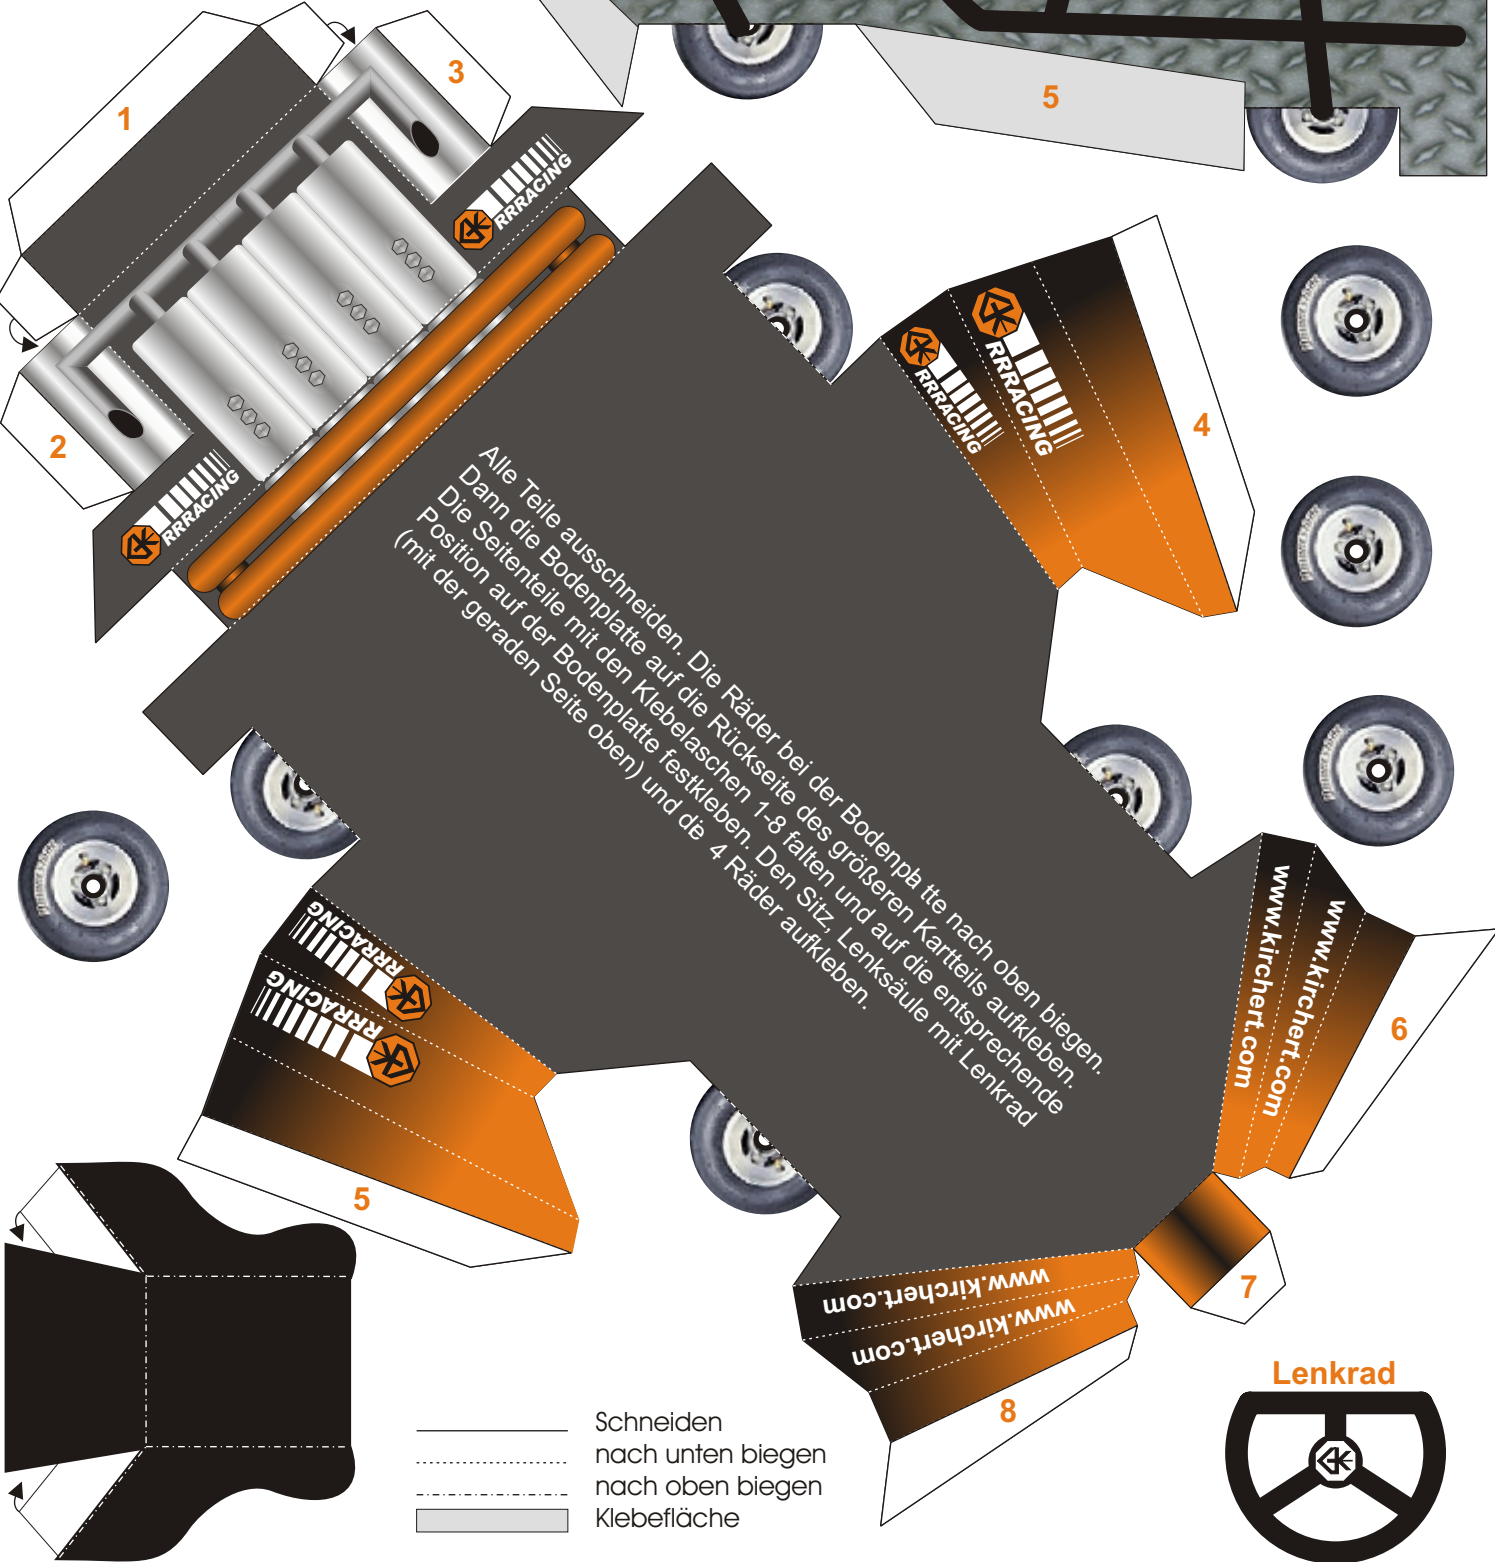 1
3
5
RRRACING
2
RRRACING
RRRACING
RRRACING
4
Alle Teile ausschneiden. Die Räder bei der Bodenplatte nach oben biegen.
Dann die Bodenplatte auf die Rückseite des größeren Kartteils aufkleben.
Die Seitenteile mit den Klebelaschen 1-8 falten und auf die entsprechende
Position auf der Bodenplatte festkleben. Den Sitz, Lenksäule mit Lenkrad
(mit der geraden Seite oben) und die 4 Räder aufkleben.
RRRACING
RRRACING
5
www.kirchert.com
www.kirchert.com
6
7
www.kirchert.com
www.kirchert.com
8
Lenkrad
Schneiden
nach unten biegen
nach oben biegen
Klebefläche